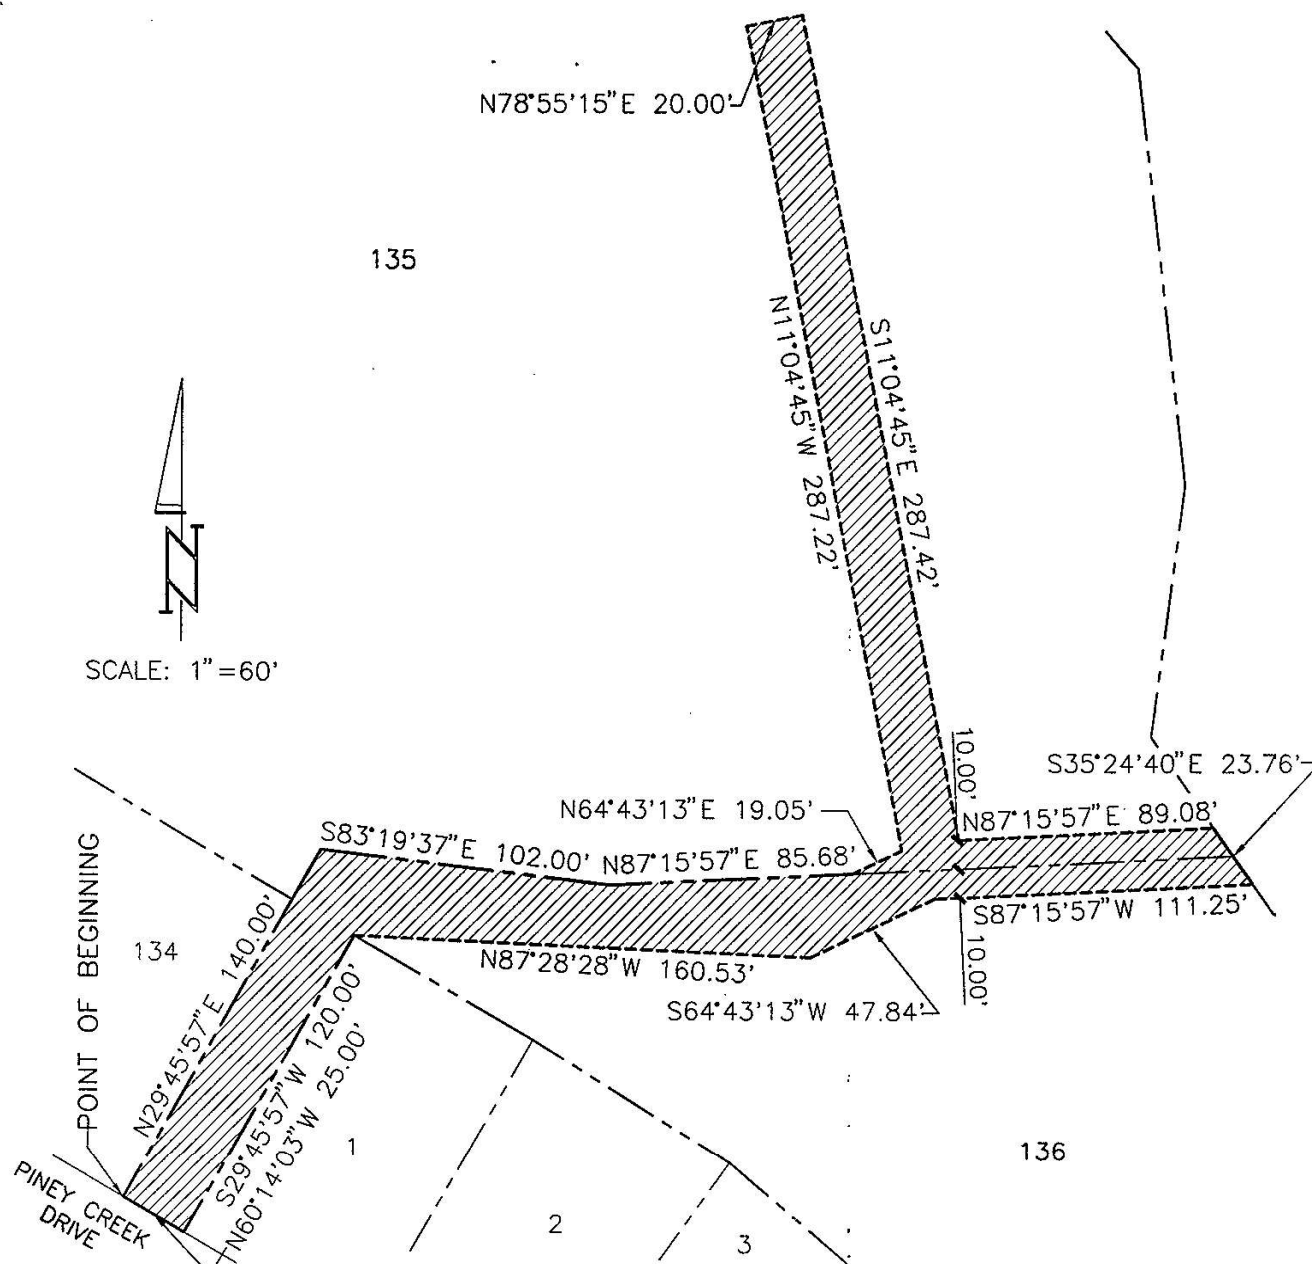 N78°55'15"E 20.00'
135
N11°04'45"W 287.22'
S11°04'45"E 287.42'
N
SCALE: 1"=60'
10.00'
S35°24'40"E 23.76'
N64°43'13"E 19.05'
N87°15'57"E 89.08'
S83°19'37"E 102.00'
N87°15'57"E 85.68'
POINT OF BEGINNING
134
N29°45'57"E 140.00'
S87°15'57"W 111.25'
N87°28'28"W 160.53'
10.00'
S64°43'13"W 47.84'
S29°45'57"W 120.00'
N60°14'03"W 25.00'
1
136
PINEY CREEK
DRIVE
2
3